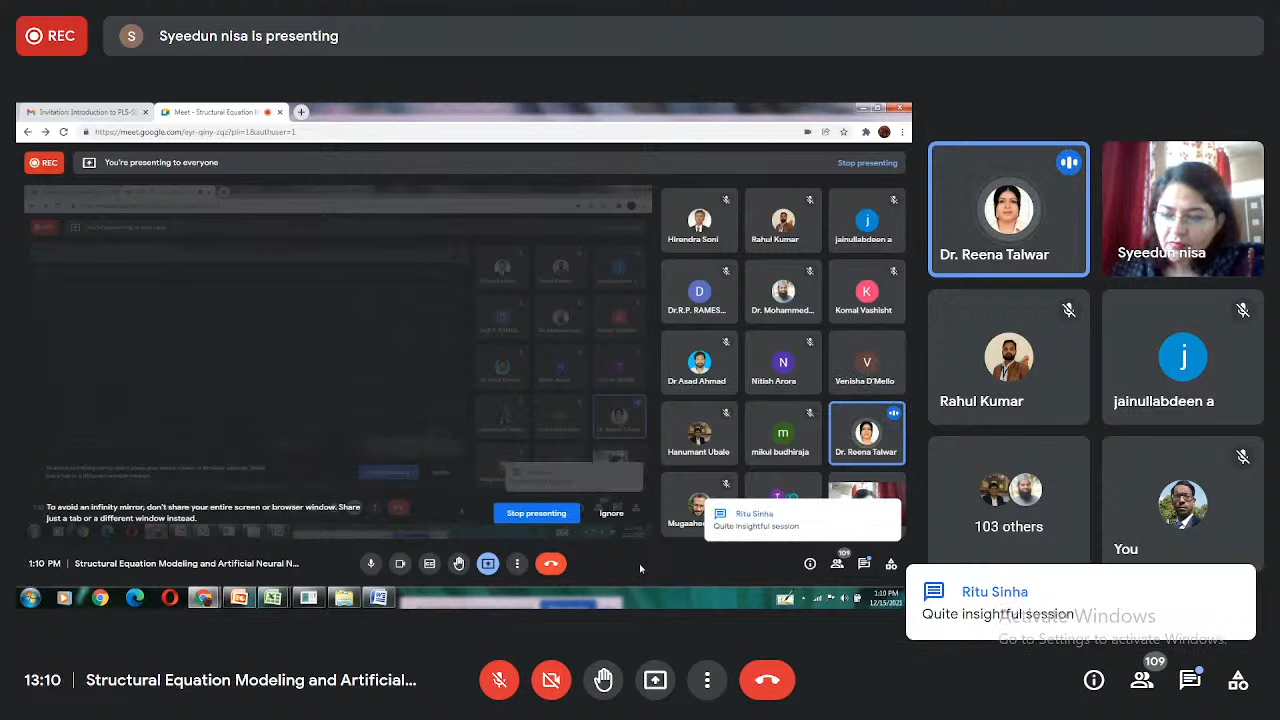 REC
S
Syeedun nisa is presenting
Invitation: Introduction to PLS-SE
Meet - Structural Equation M
https://meet.google.com/eyr-qiny-zqz?pli=1&authuser=1
REC
You're presenting to everyone
Stop presenting
Hirendra Soni
Rahul Kumar
j
jainullabdeen a
D
Dr.R.P. RAMES...
Dr. Mohammed...
K
Komal Vashisht
Dr Asad Ahmad
N
Nitish Arora
V
Venisha D'Mello
Hanumant Ubale
m
mikul budhiraja
Dr. Reena Talwar
To avoid an infinity mirror, don't share your entire screen or browser window. Share
just a tab or a different window instead.
Stop presenting
Ignore
Ritu Sinha
Quite insightful session
1:10 PM
Structural Equation Modeling and Artificial Neural N...
109
1:10 PM
12/15/2021
Dr. Reena Talwar
Syeedun nisa
Rahul Kumar
j
jainullabdeen a
103 others
You
Ritu Sinha
Quite insightful session
Activate Windows
Go to Settings to activate Windows.
13:10
Structural Equation Modeling and Artificial...
109